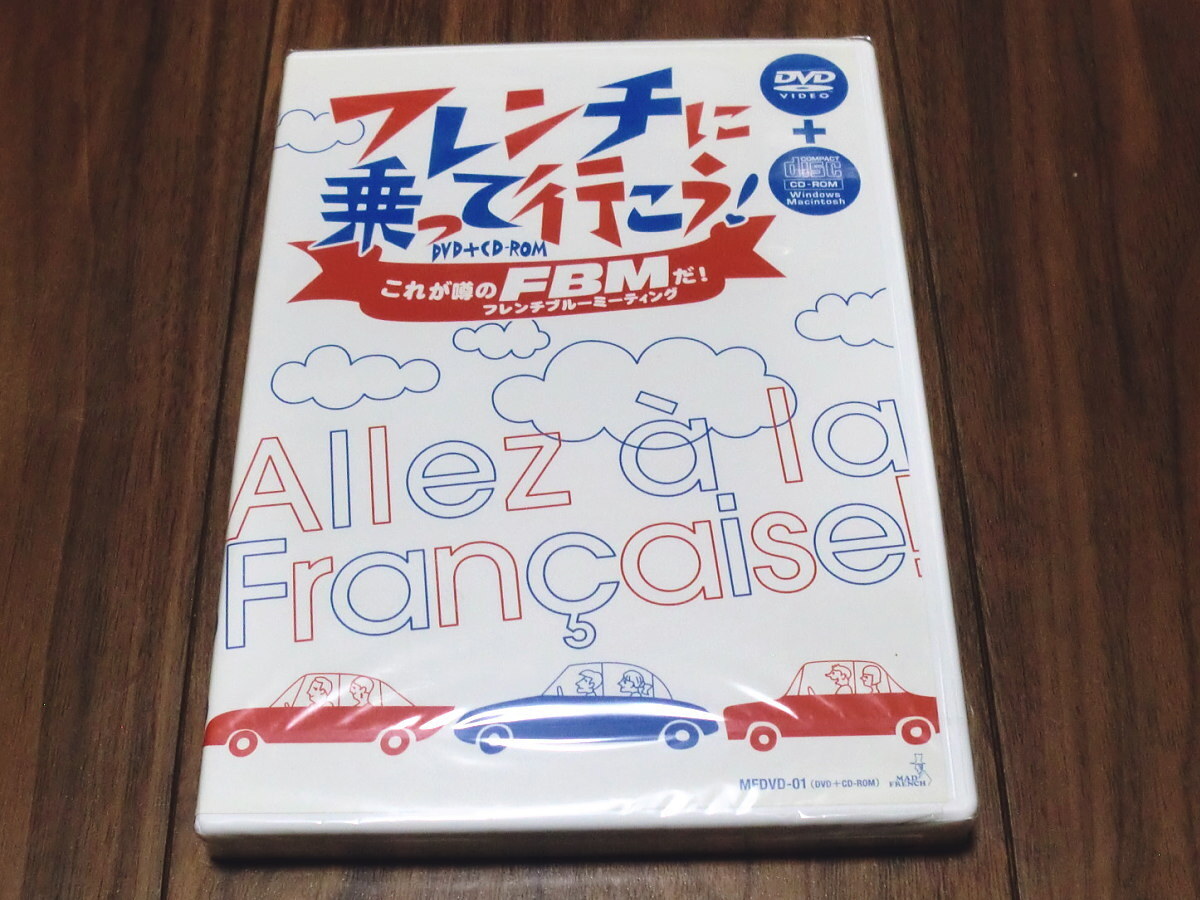 フレンチに
乗って行こう!
DVD+CD-ROM
これが噂のFBMだ!
フレンチブルーミーティング
DVD
VIDEO
+
COMPACT
disc
CD-ROM
Windows
Macintosh
Allez à la
Française!
MFDVD-01 (DVD+CD-ROM)
MAD
FRENCH